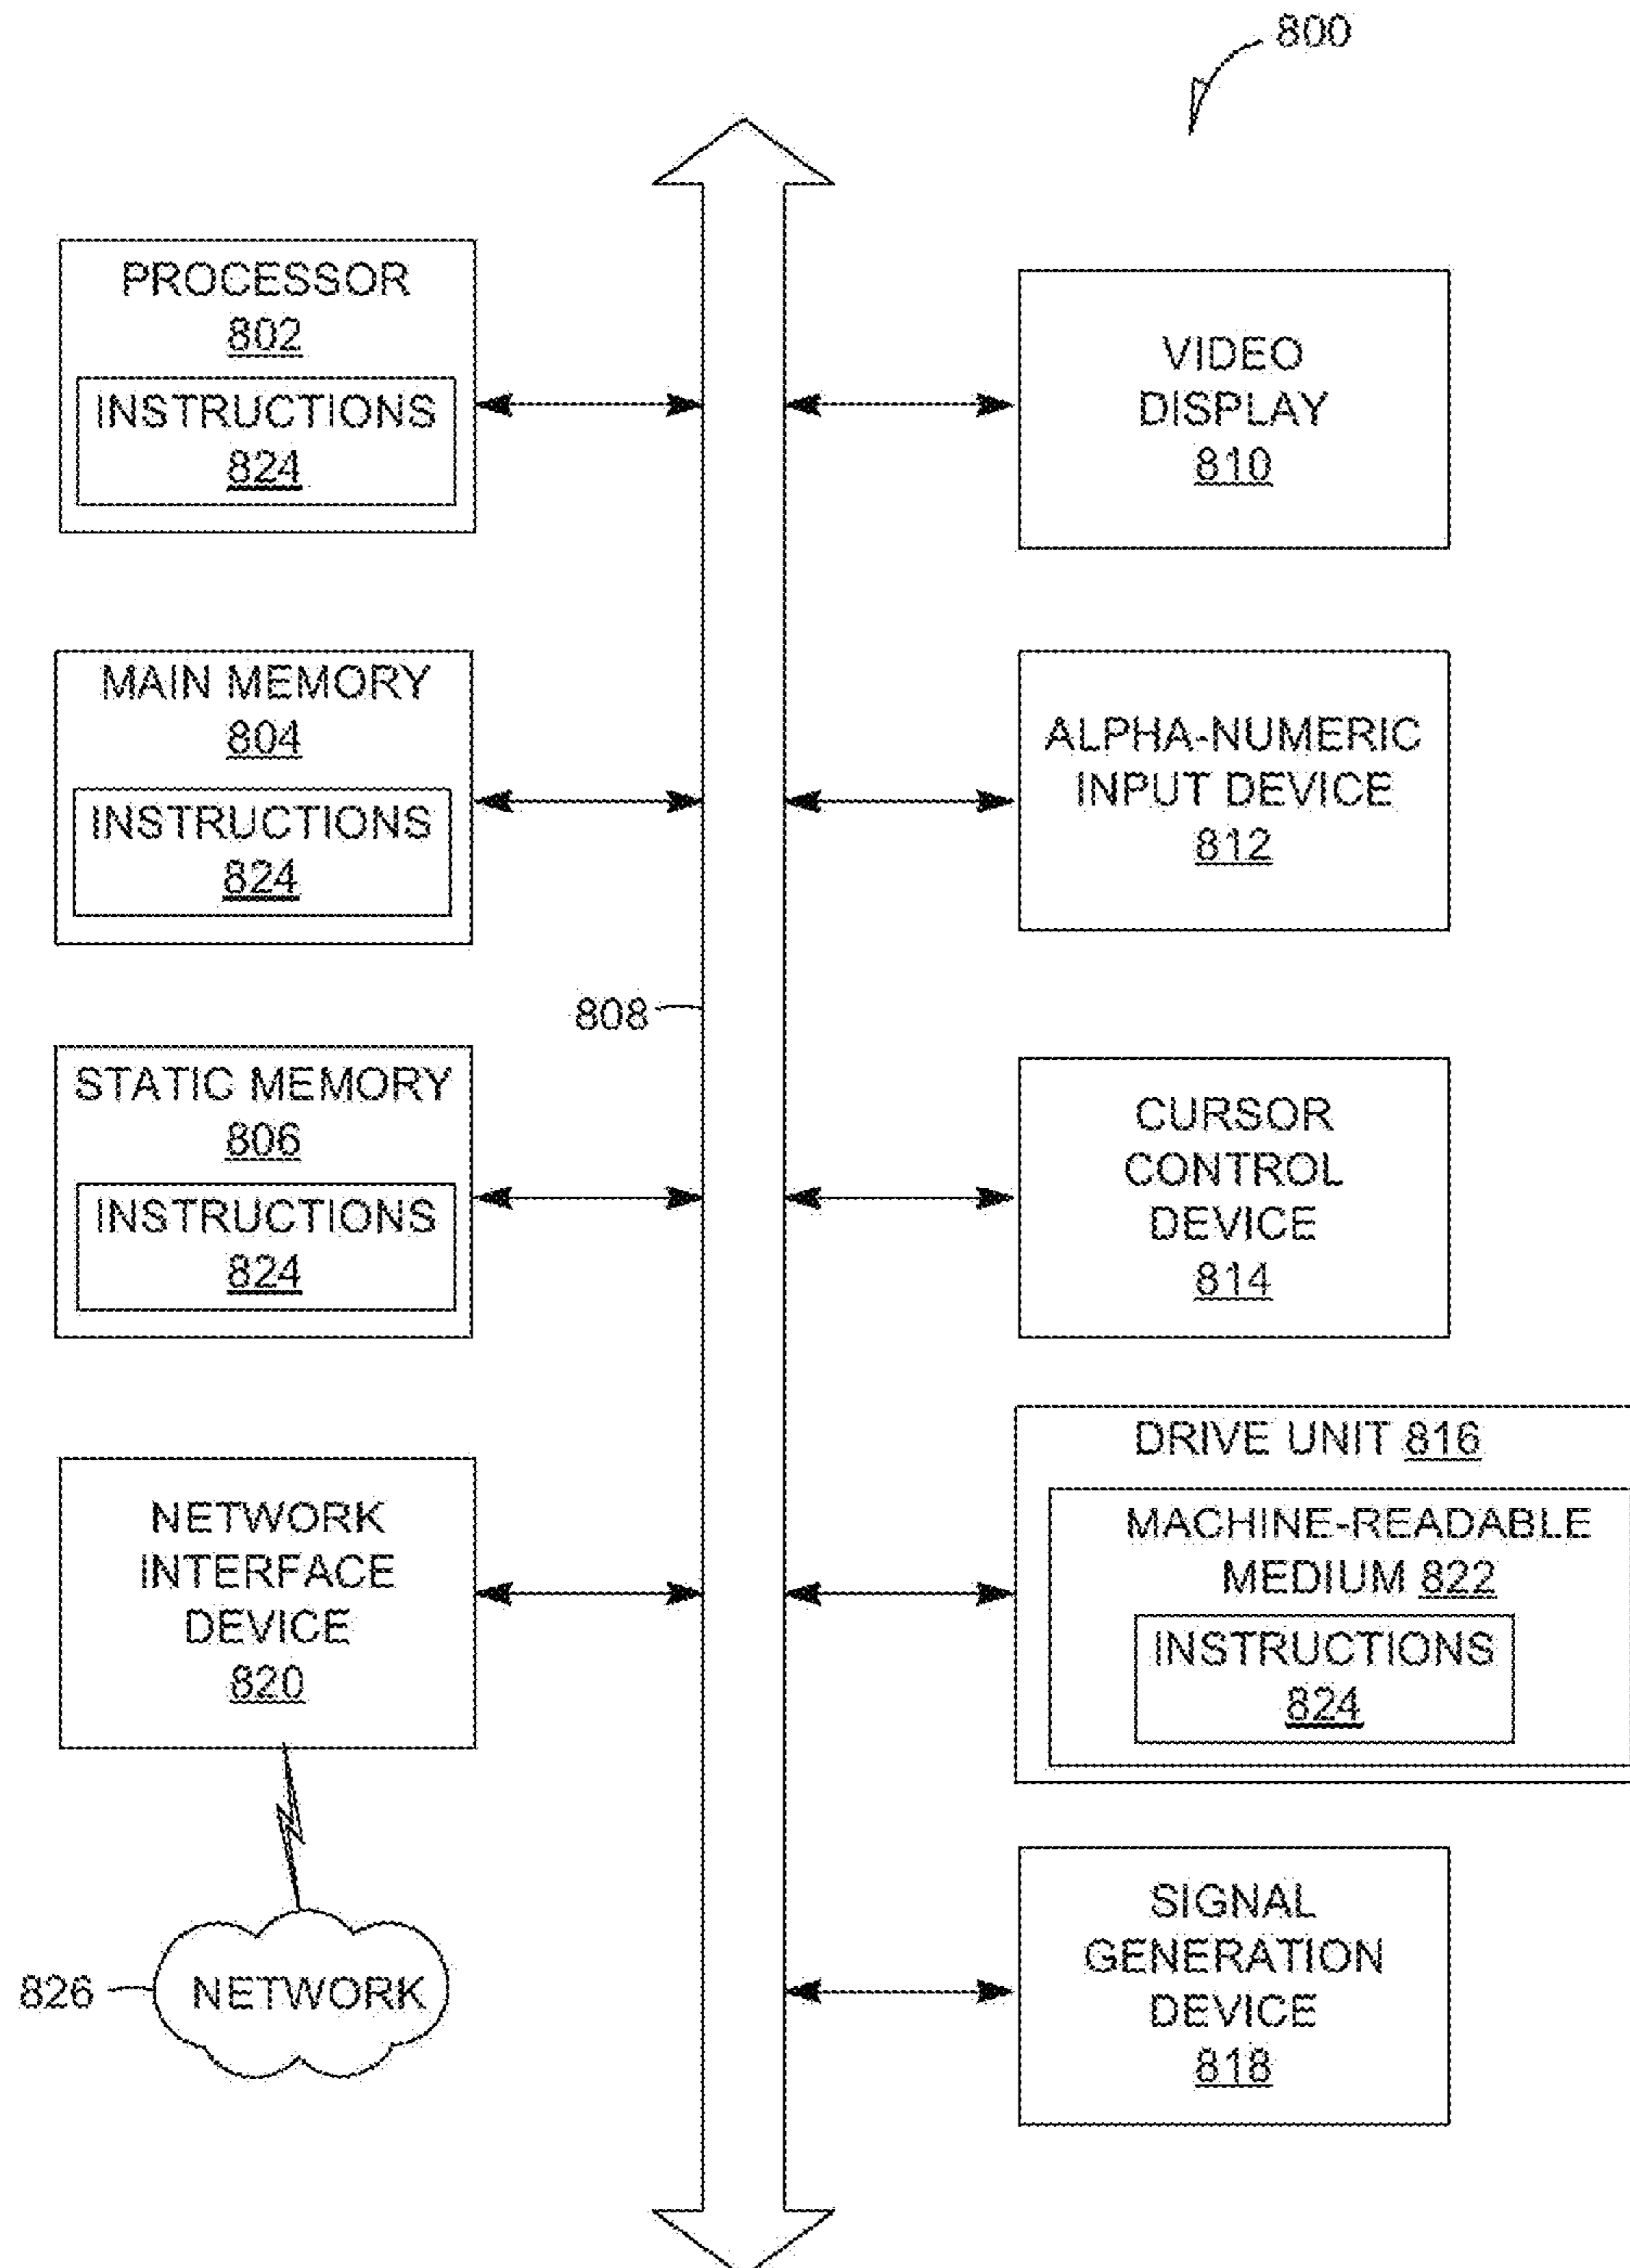 800
PROCESSOR
802
INSTRUCTIONS
824
VIDEO
DISPLAY
810
MAIN MEMORY
804
INSTRUCTIONS
824
ALPHA-NUMERIC
INPUT DEVICE
812
808
STATIC MEMORY
806
INSTRUCTIONS
824
CURSOR
CONTROL
DEVICE
814
NETWORK
INTERFACE
DEVICE
820
DRIVE UNIT 816
MACHINE-READABLE
MEDIUM 822
INSTRUCTIONS
824
826
NETWORK
SIGNAL
GENERATION
DEVICE
818